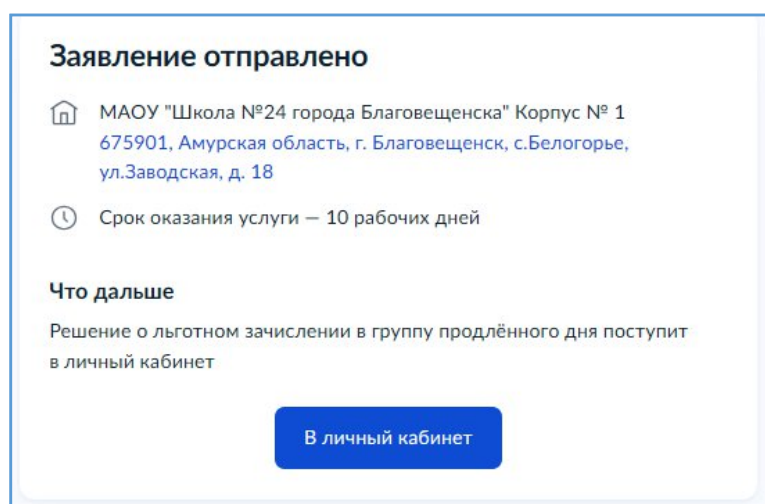 Заявление отправлено
МАОУ "Школа №24 города Благовещенска" Корпус № 1
675901, Амурская область, г. Благовещенск, с.Белогорье,
ул.Заводская, д. 18
Срок оказания услуги — 10 рабочих дней
Что дальше
Решение о льготном зачислении в группу продлённого дня поступит
в личный кабинет
В личный кабинет